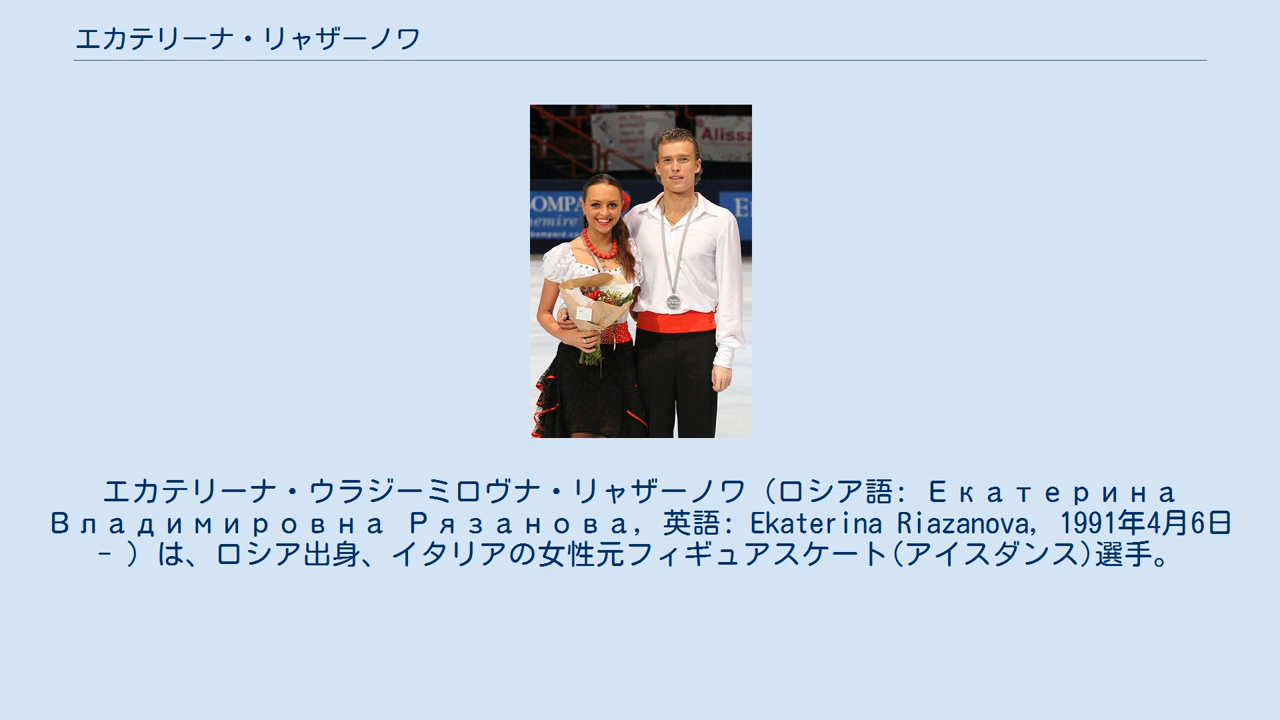 エカテリーナ・リャザーノワ
Alissa
OMPA
bompard.co
エカテリーナ・ウラジーミロヴナ・リャザーノワ（ロシア語: Екатерина
Владимировна Рязанова, 英語: Ekaterina Riazanova, 1991年4月6日
- ）は、ロシア出身、イタリアの女性元フィギュアスケート(アイスダンス)選手。